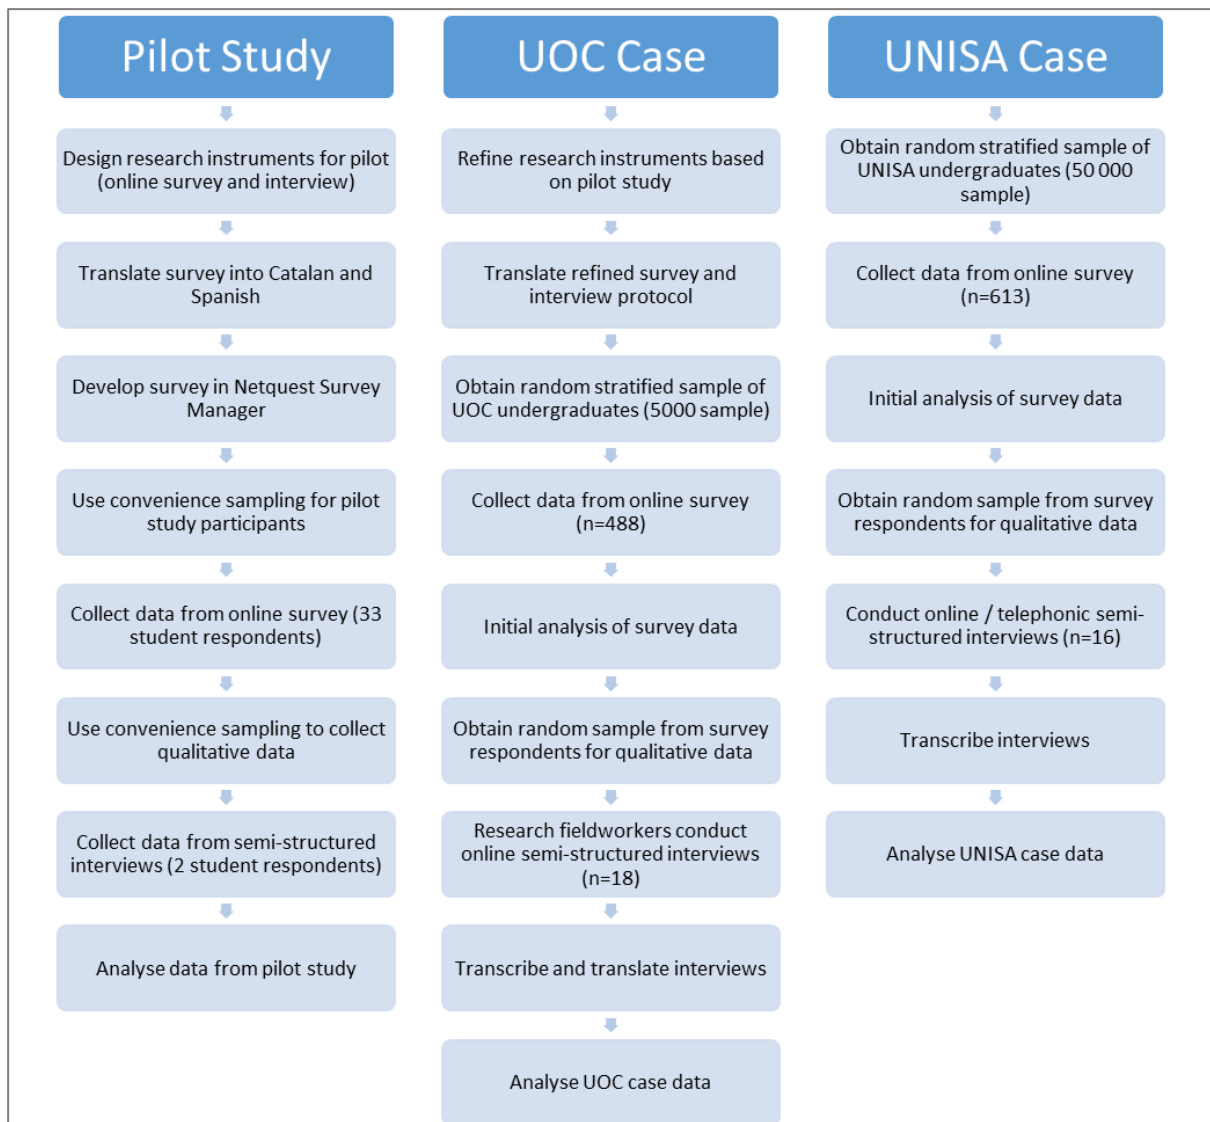 Pilot Study
Design research instruments for pilot
(online survey and interview)
Translate survey into Catalan and
Spanish
Develop survey in Netquest Survey
Manager
Use convenience sampling for pilot
study participants
Collect data from online survey (33
student respondents)
Use convenience sampling to collect
qualitative data
Collect data from semi-structured
interviews (2 student respondents)
Analyse data from pilot study
UOC Case
Refine research instruments based
on pilot study
Translate refined survey and
interview protocol
Obtain random stratified sample of
UOC undergraduates (5000 sample)
Collect data from online survey
(n=488)
Initial analysis of survey data
Obtain random sample from survey
respondents for qualitative data
Research fieldworkers conduct
online semi-structured interviews
(n=18)
Transcribe and translate interviews
Analyse UOC case data
UNISA Case
Obtain random stratified sample of
UNISA undergraduates (50 000
sample)
Collect data from online survey
(n=613)
Initial analysis of survey data
Obtain random sample from survey
respondents for qualitative data
Conduct online / telephonic semi-
structured interviews (n=16)
Transcribe interviews
Analyse UNISA case data